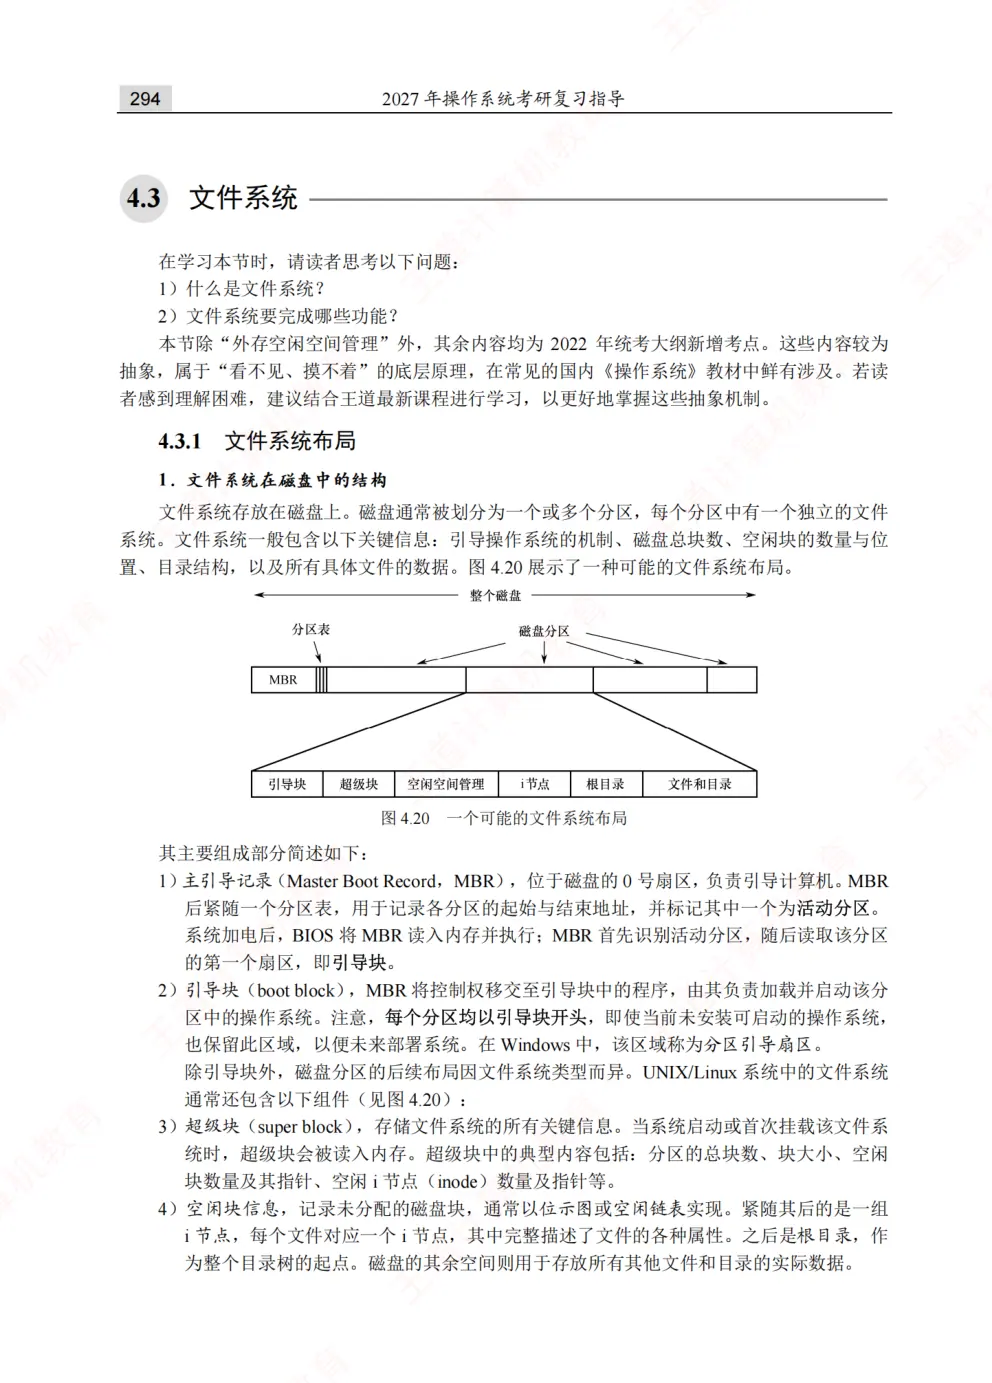 294
2027 年操作系统考研复习指导
4.3 文件系统
在学习本节时，请读者思考以下问题：
1）什么是文件系统？
2）文件系统要完成哪些功能？
本节除“外存空闲空间管理”外，其余内容均为 2022 年统考大纲新增考点。这些内容较为
抽象，属于“看不见、摸不着”的底层原理，在常见的国内《操作系统》教材中鲜有涉及。若读
者感到理解困难，建议结合王道最新课程进行学习，以更好地掌握这些抽象机制。
4.3.1 文件系统布局
1．文件系统在磁盘中的结构
文件系统存放在磁盘上。磁盘通常被划分为一个或多个分区，每个分区中有一个独立的文件
系统。文件系统一般包含以下关键信息：引导操作系统的机制、磁盘总块数、空闲块的数量与位
置、目录结构，以及所有具体文件的数据。图 4.20 展示了一种可能的文件系统布局。
整个磁盘
分区表 磁盘分区
MBR
引导块 超级块 空闲空间管理 i节点 根目录 文件和目录
图 4.20 一个可能的文件系统布局
其主要组成部分简述如下：
1）主引导记录（Master Boot Record，MBR），位于磁盘的 0 号扇区，负责引导计算机。MBR
后紧随一个分区表，用于记录各分区的起始与结束地址，并标记其中一个为活动分区。
系统加电后，BIOS 将 MBR 读入内存并执行；MBR 首先识别活动分区，随后读取该分区
的第一个扇区，即引导块。
2）引导块（boot block），MBR 将控制权移交至引导块中的程序，由其负责加载并启动该分
区中的操作系统。注意，每个分区均以引导块开头，即使当前未安装可启动的操作系统，
也保留此区域，以便未来部署系统。在 Windows 中，该区域称为分区引导扇区。
除引导块外，磁盘分区的后续布局因文件系统类型而异。UNIX/Linux 系统中的文件系统
通常还包含以下组件（见图 4.20）：
3）超级块（super block），存储文件系统的所有关键信息。当系统启动或首次挂载该文件系
统时，超级块会被读入内存。超级块中的典型内容包括：分区的总块数、块大小、空闲
块数量及其指针、空闲 i 节点（inode）数量及指针等。
4）空闲块信息，记录未分配的磁盘块，通常以位示图或空闲链表实现。紧随其后的是一组
i 节点，每个文件对应一个 i 节点，其中完整描述了文件的各种属性。之后是根目录，作
为整个目录树的起点。磁盘的其余空间则用于存放所有其他文件和目录的实际数据。
王道计算机教育